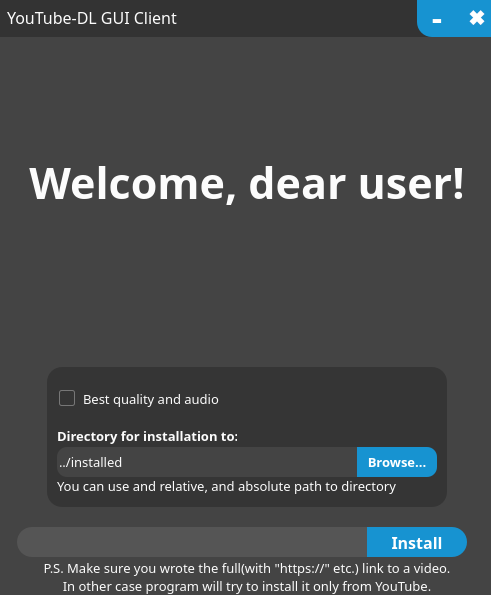 YouTube-DL GUI Client
Welcome, dear user!
Best quality and audio
Directory for installation to:
../installed
Browse...
You can use and relative, and absolute path to directory
Install
P.S. Make sure you wrote the full(with "https://" etc.) link to a video.
In other case program will try to install it only from YouTube.